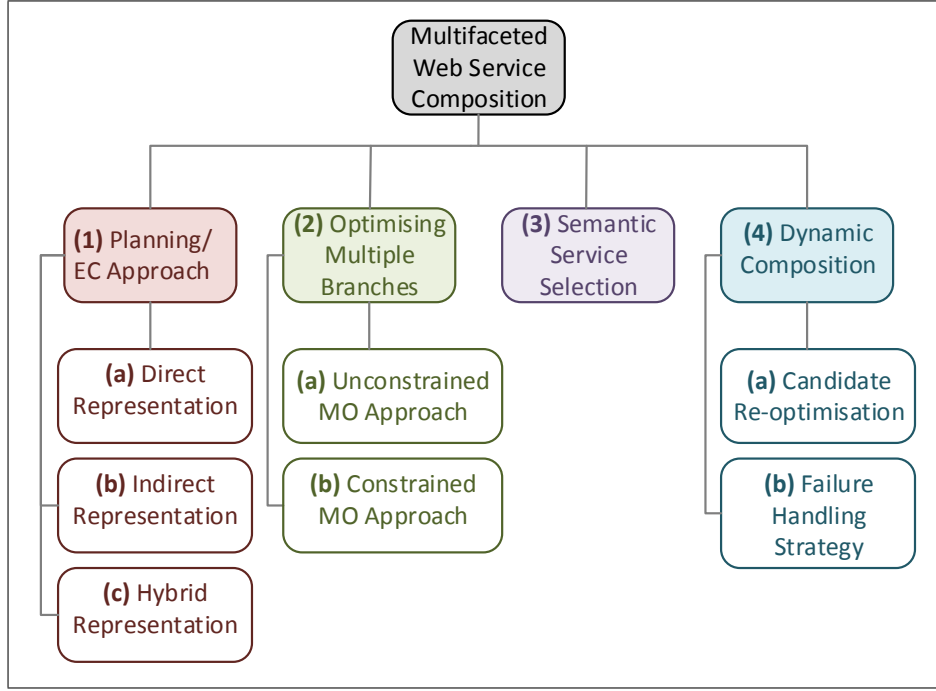 Multifaceted
Web Service
Composition
(1) Planning/
EC Approach
(a) Direct
Representation
(b) Indirect
Representation
(c) Hybrid
Representation
(2) Optimising
Multiple
Branches
(a) Unconstrained
MO Approach
(b) Constrained
MO Approach
(3) Semantic
Service
Selection
(4) Dynamic
Composition
(a) Candidate
Re-optimisation
(b) Failure
Handling
Strategy